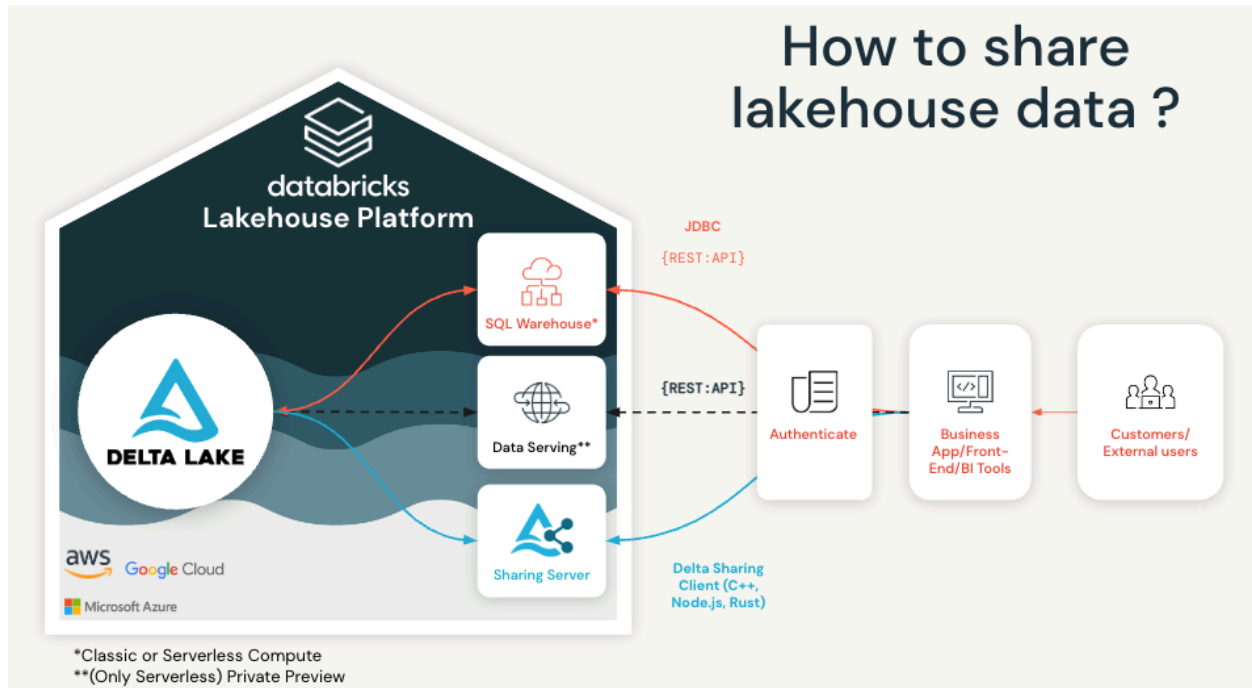 How to share
lakehouse data ?
databricks
Lakehouse Platform
JDBC
{REST:API}
SQL Warehouse*
DELTA LAKE
{REST:API}
Data Serving**
Authenticate
Business
App/Front-
End/BI Tools
Customers/
External users
aws
Google Cloud
Microsoft Azure
Sharing Server
Delta Sharing
Client (C++,
Node.js, Rust)
*Classic or Serverless Compute
**(Only Serverless) Private Preview